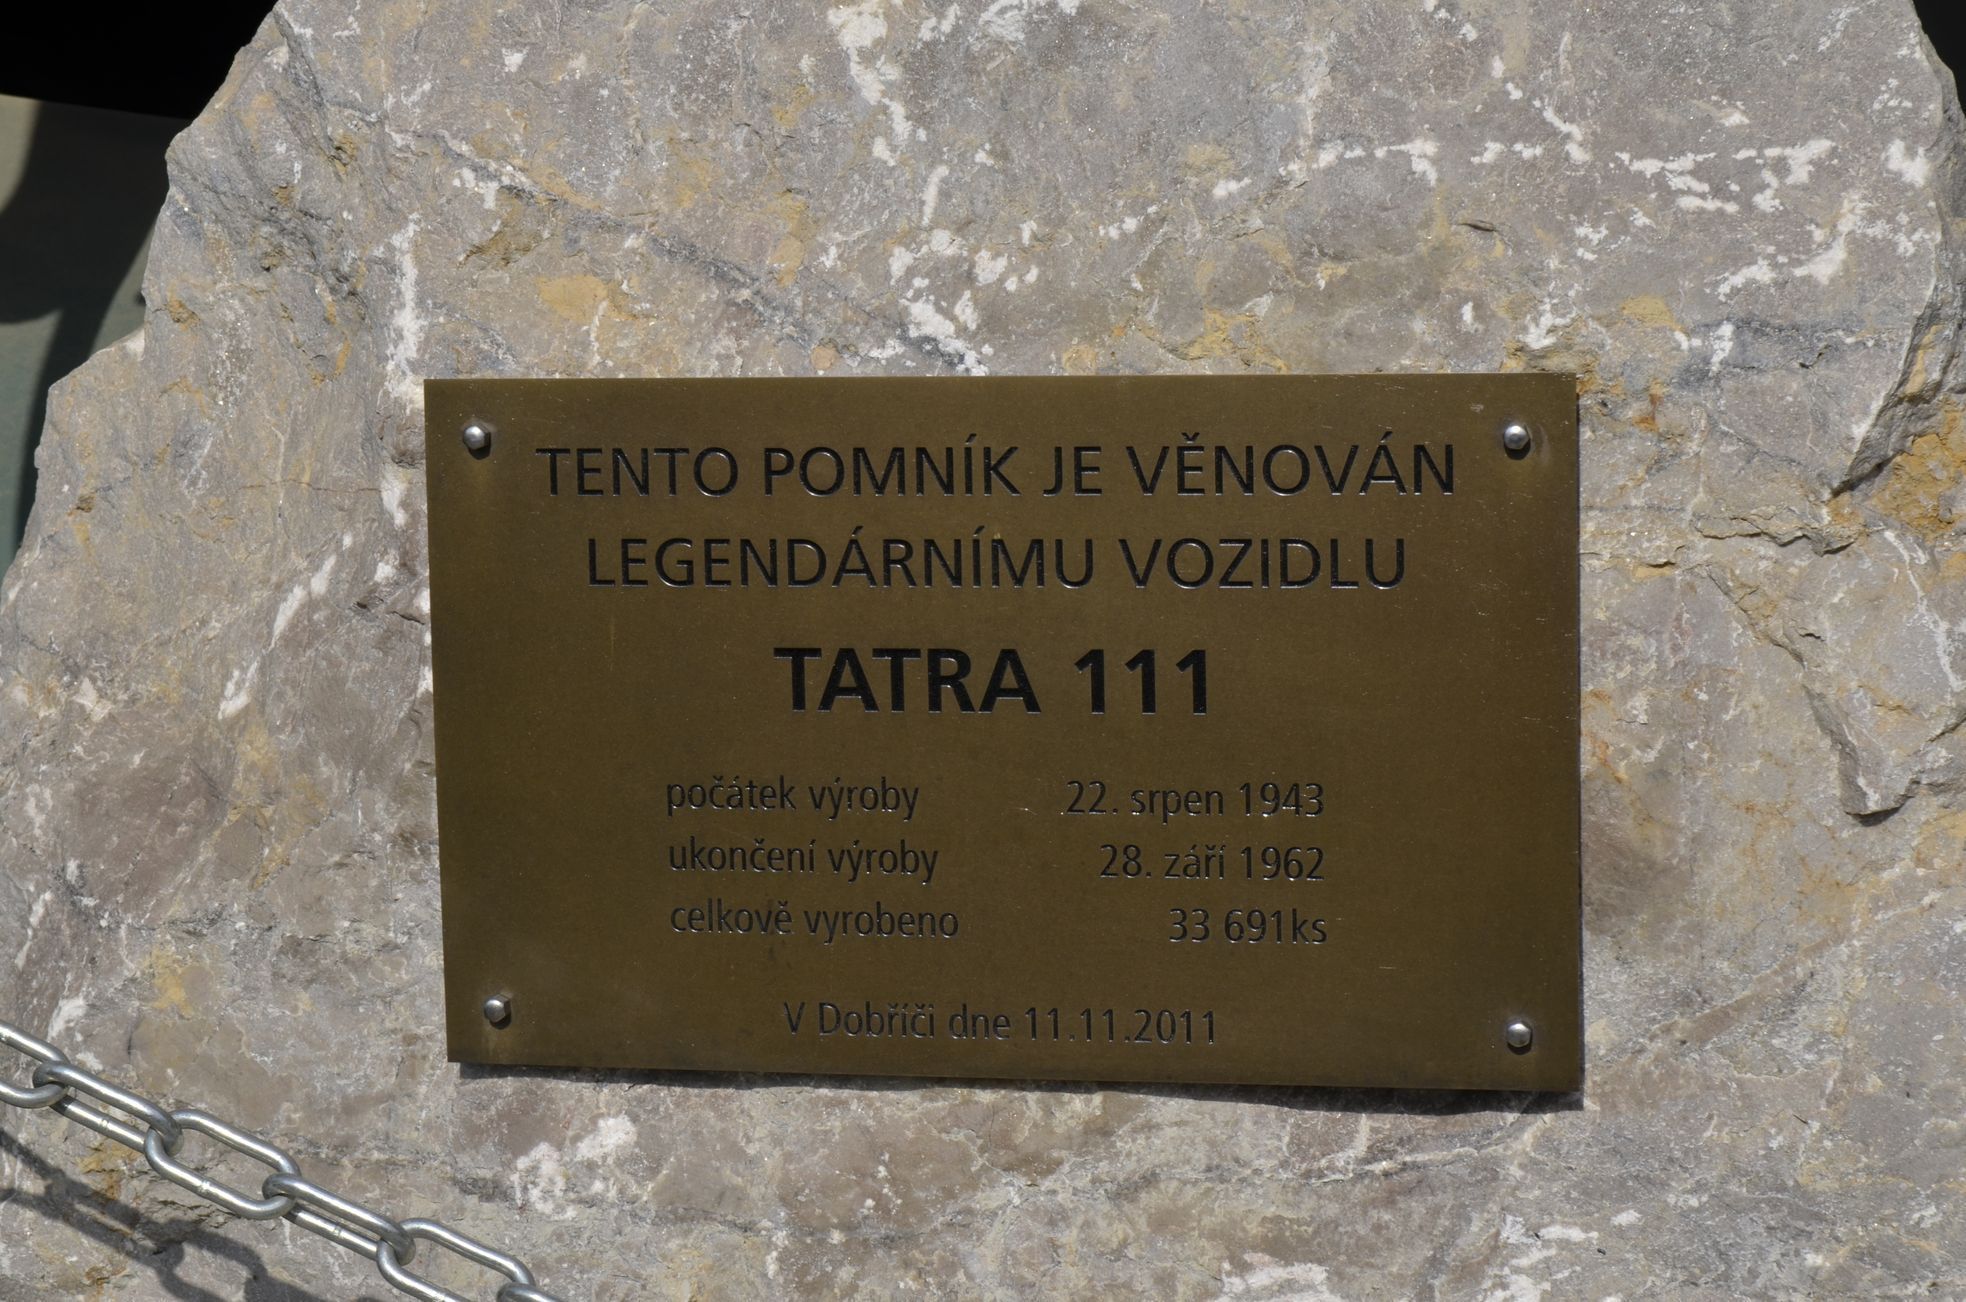 TENTO POMNÍK JE VĚNOVÁN
LEGENDÁRNÍMU VOZIDLU
TATRA 111
počátek výroby 22. srpen 1943
ukončení výroby 28. září 1962
celkově vyrobeno 33 691ks
V Dobříči dne 11.11.2011